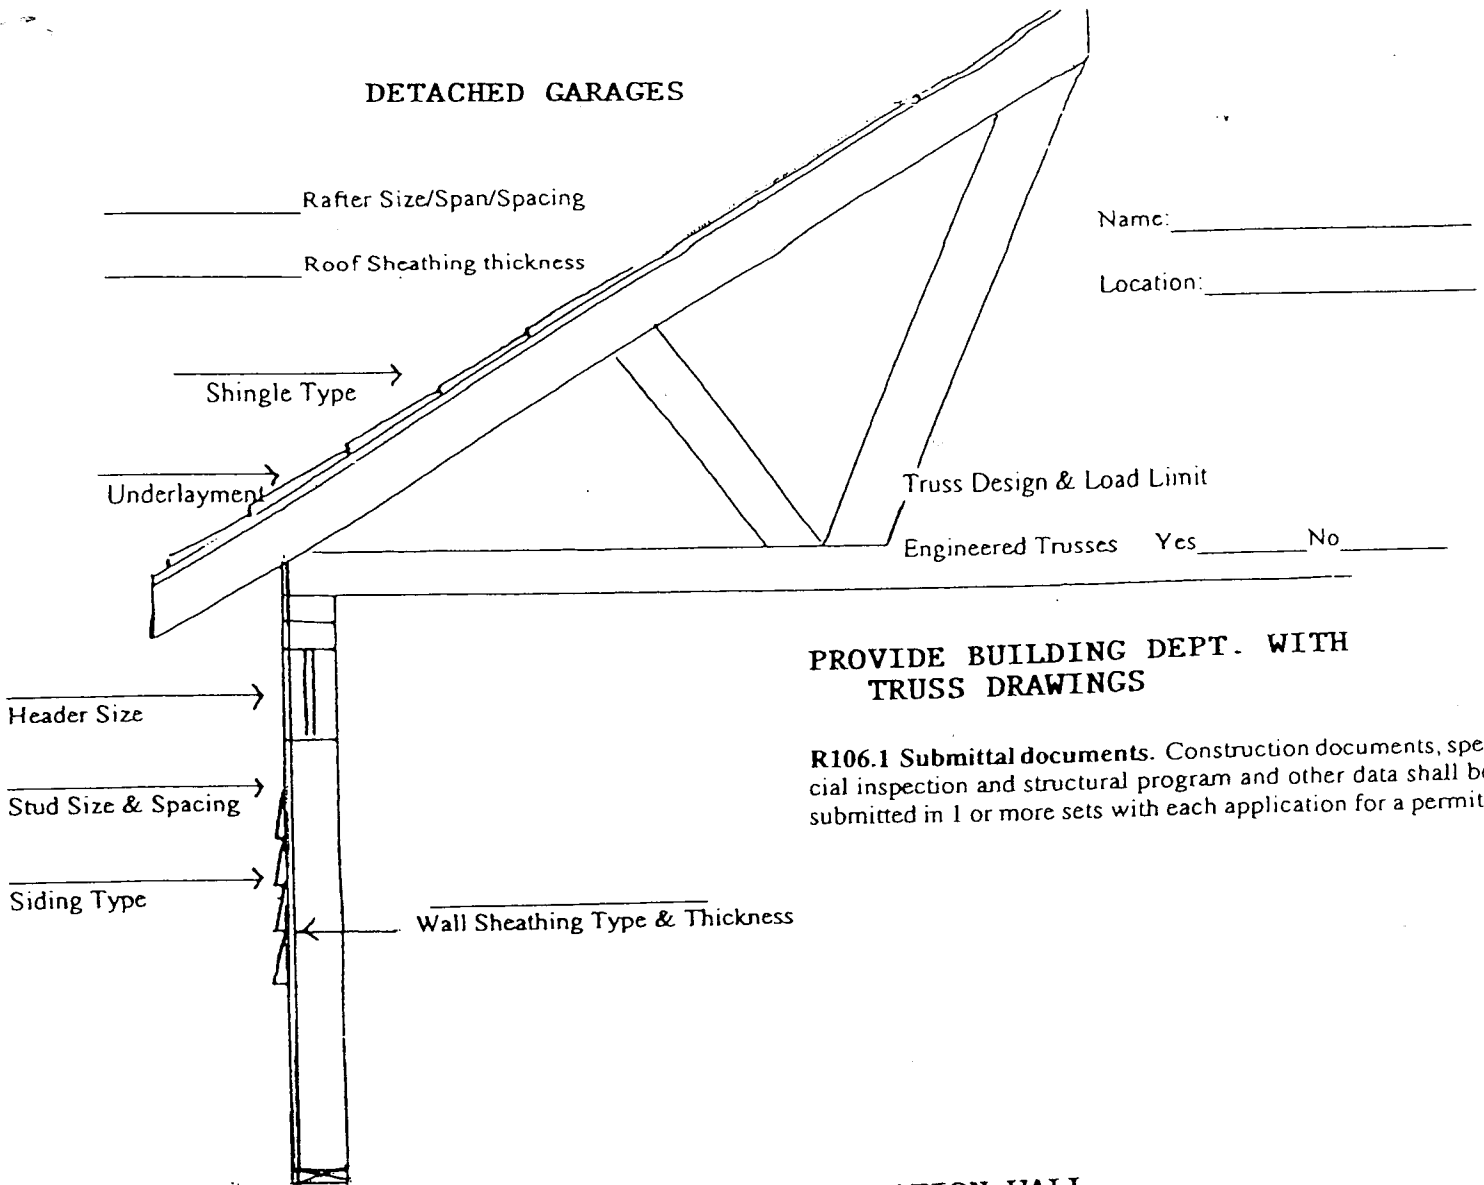 DETACHED GARAGES
Rafter Size/Span/Spacing
Roof Sheathing thickness
Name:
Location:
Shingle Type
Underlayment
Truss Design & Load Limit
Engineered Trusses Yes No
PROVIDE BUILDING DEPT. WITH
TRUSS DRAWINGS
Header Size
R106.1 Submittal documents. Construction documents, spe-
cial inspection and structural program and other data shall be
submitted in 1 or more sets with each application for a permit
Stud Size & Spacing
Siding Type
Wall Sheathing Type & Thickness